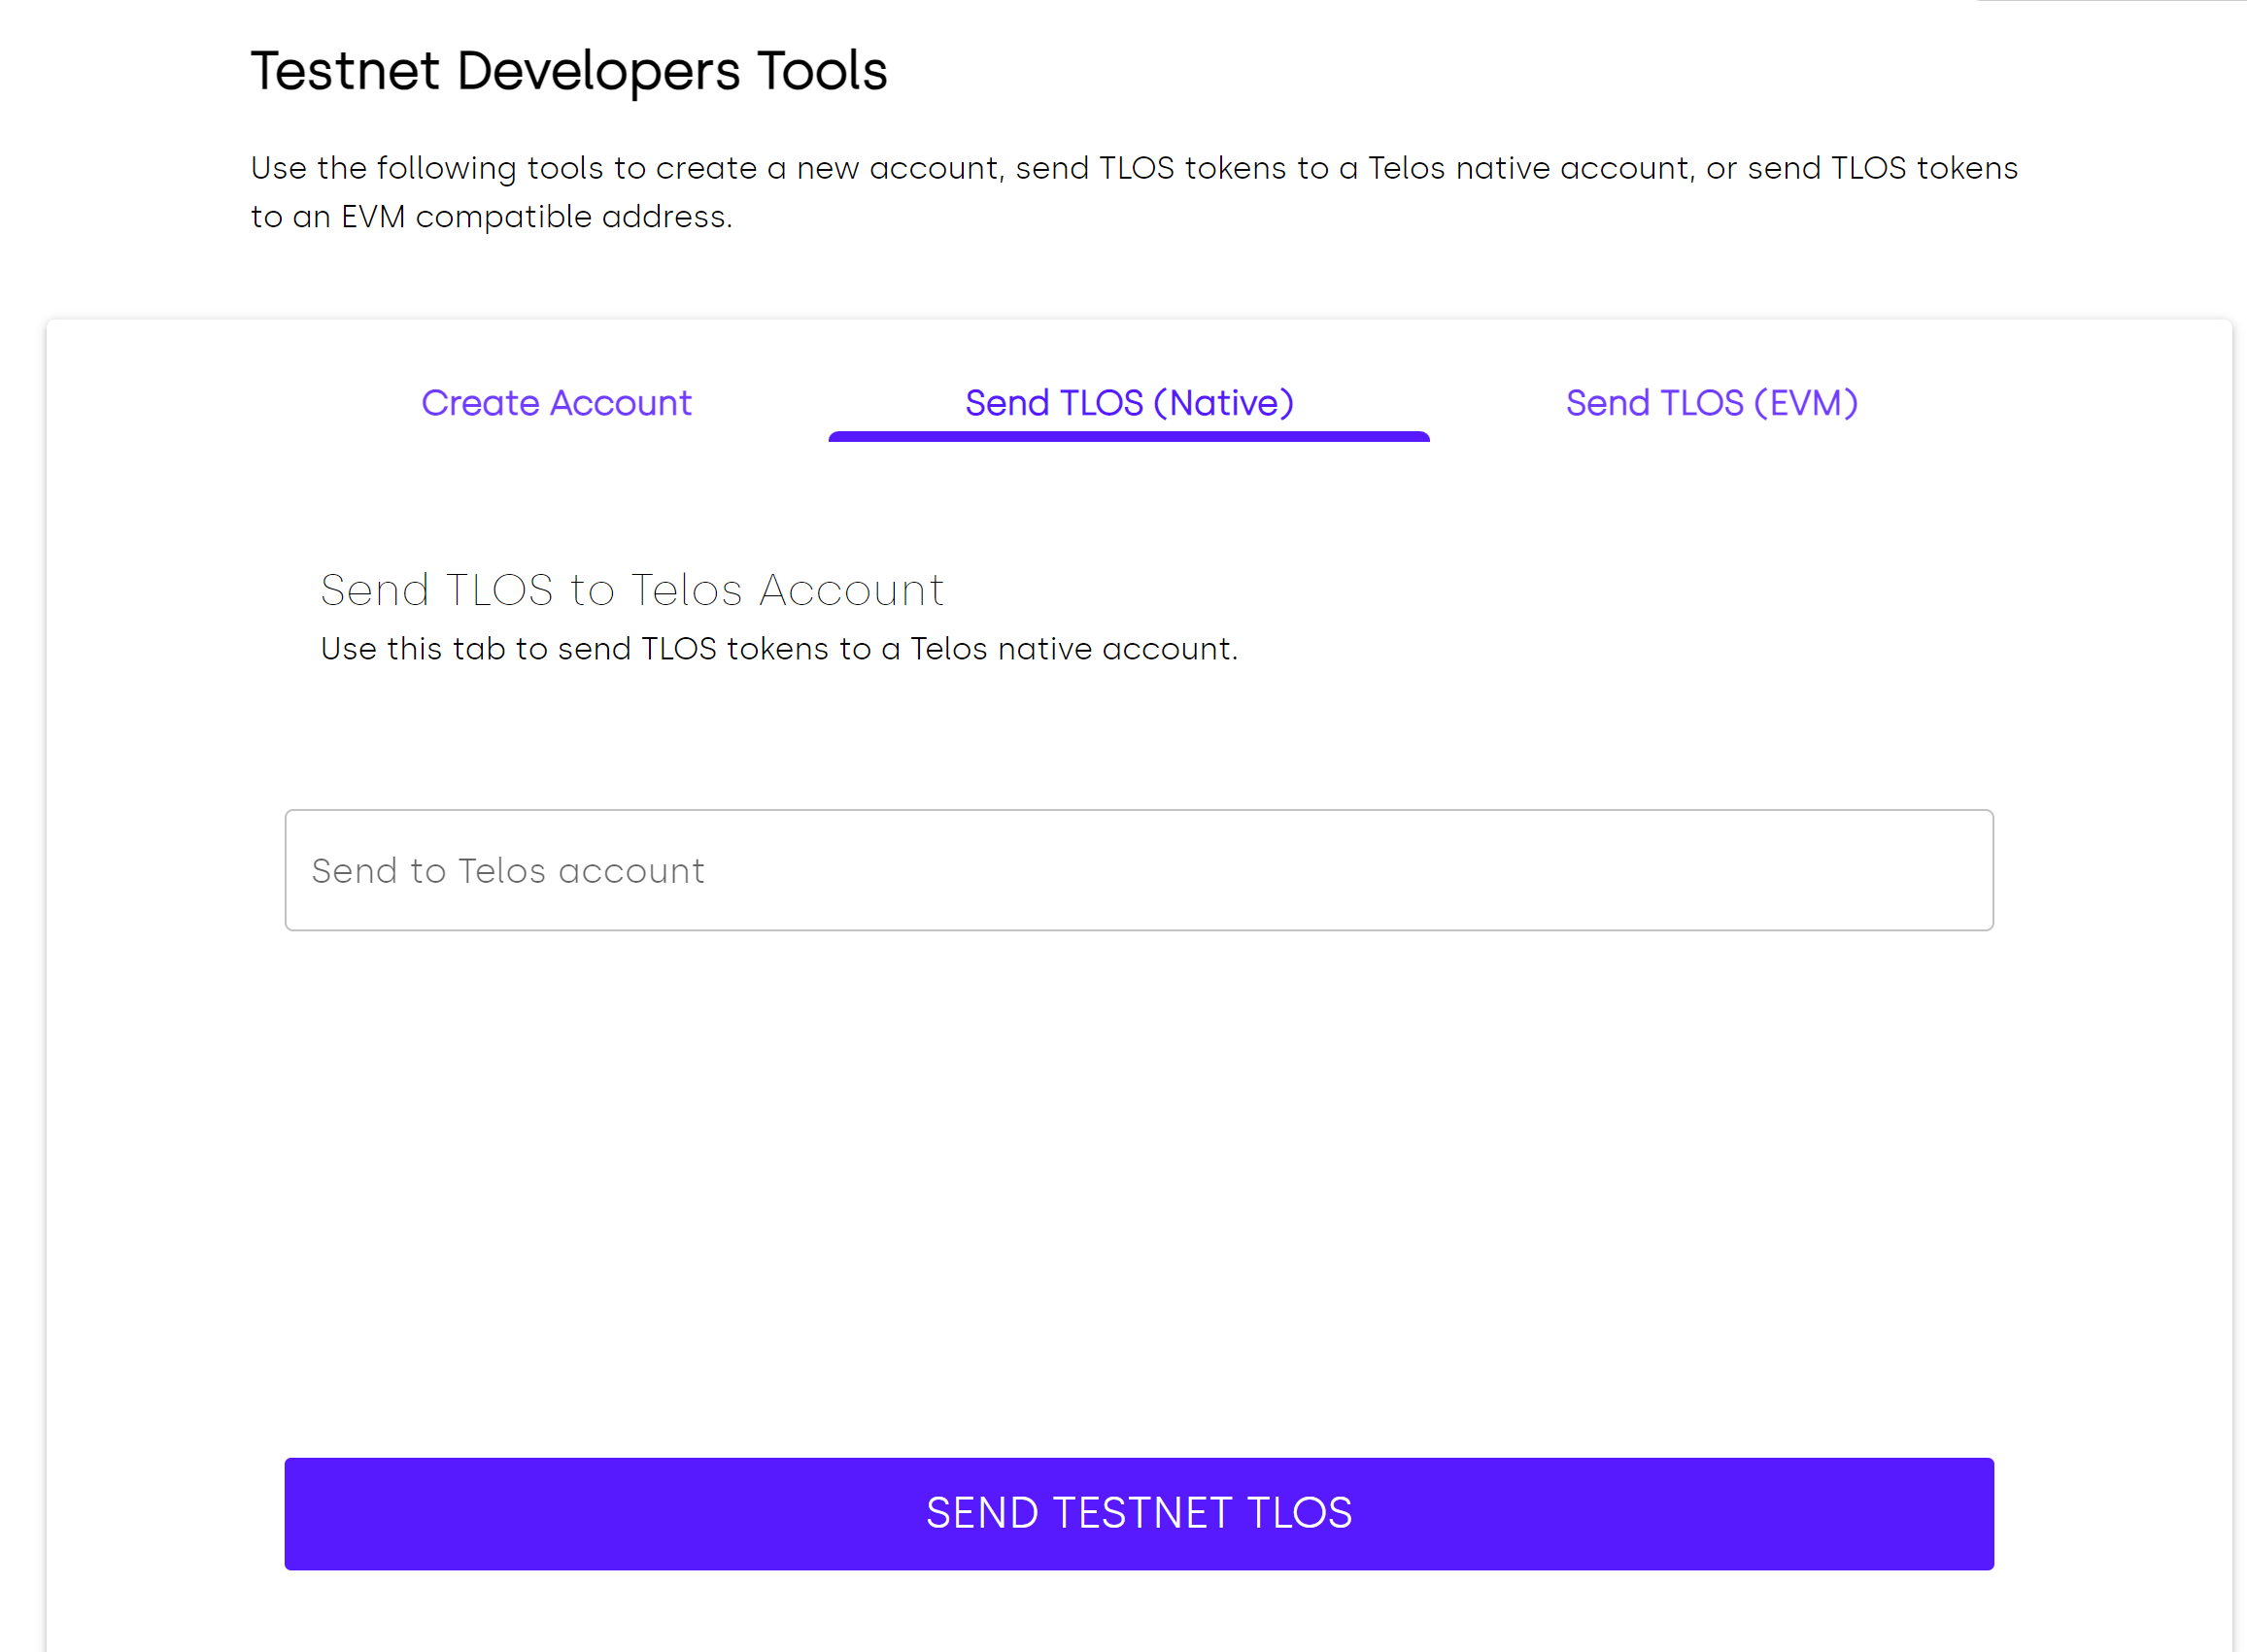 Testnet Developers Tools
Use the following tools to create a new account, send TLOS tokens to a Telos native account, or send TLOS tokens
to an EVM compatible address.
Create Account
Send TLOS (Native)
Send TLOS (EVM)
Send TLOS to Telos Account
Use this tab to send TLOS tokens to a Telos native account.
Send to Telos account
SEND TESTNET TLOS